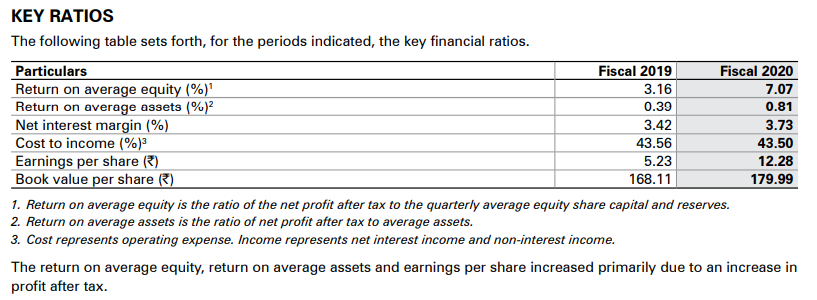 KEY RATIOS
The following table sets forth, for the periods indicated, the key financial ratios.
Particulars Fiscal 2019 Fiscal 2020
Return on average equity (%)¹ 3.16 7.07
Return on average assets (%)² 0.39 0.81
Net interest margin (%) 3.42 3.73
Cost to income (%)³ 43.56 43.50
Earnings per share (₹) 5.23 12.28
Book value per share (₹) 168.11 179.99
1. Return on average equity is the ratio of the net profit after tax to the quarterly average equity share capital and reserves.
2. Return on average assets is the ratio of net profit after tax to average assets.
3. Cost represents operating expense. Income represents net interest income and non-interest income.
The return on average equity, return on average assets and earnings per share increased primarily due to an increase in
profit after tax.